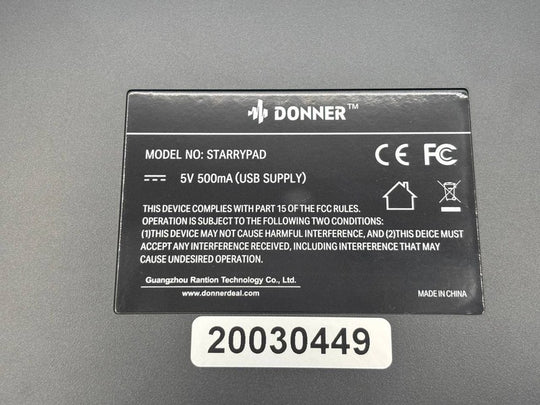 DONNER™
MODEL NO: STARRYPAD
CE FC
5V 500mA (USB SUPPLY)
THIS DEVICE COMPLIES WITH PART 15 OF THE FCC RULES.
OPERATION IS SUBJECT TO THE FOLLOWING TWO CONDITIONS:
(1)THIS DEVICE MAY NOT CAUSE HARMFUL INTERFERENCE, AND (2)THIS DEICE MUST
ACCEPT ANY INTERFERENCE RECEIVED, INCLUDING INTERFERENCE THAT MAY
CAUSE UNDESIRED OPERATION.
Guangzhou Rantion Technology Co., Ltd.
www.donnerdeal.com
MADE IN CHINA
20030449